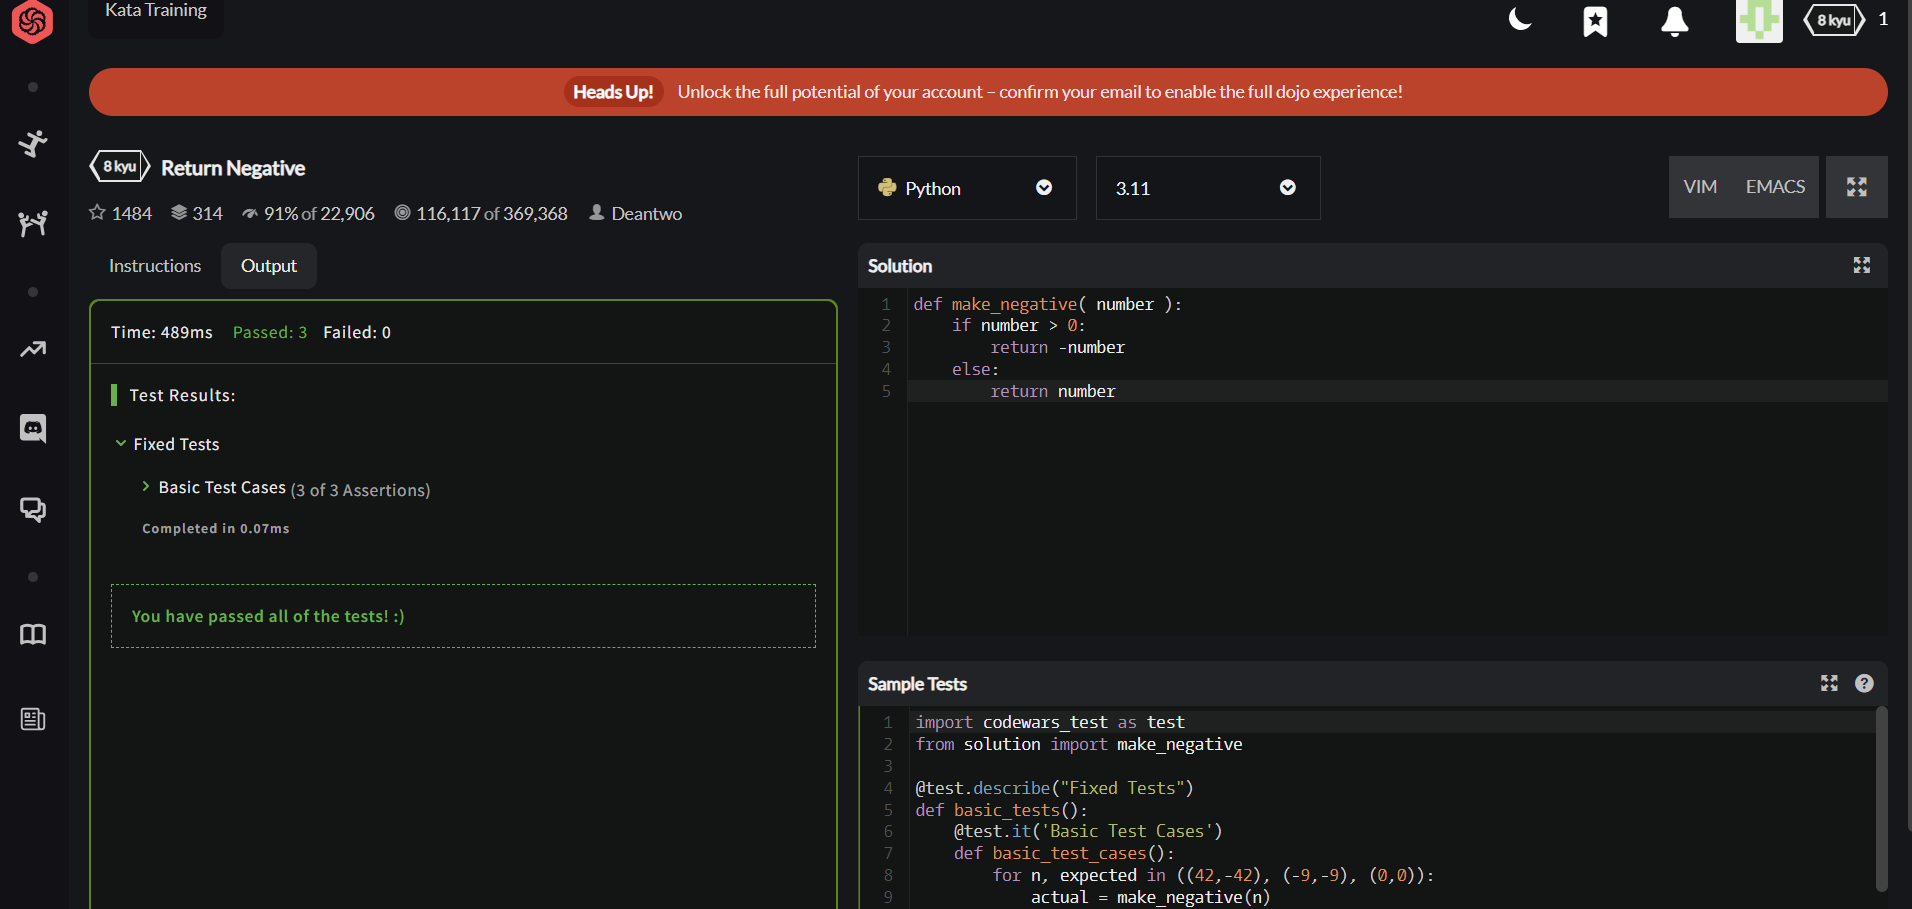 Kata Training
8 kyu 1
Heads Up! Unlock the full potential of your account – confirm your email to enable the full dojo experience!
8 kyu Return Negative
1484 314 91% of 22,906 116,117 of 369,368 Deantwo
Python 3.11 VIM EMACS
Instructions Output
Time: 489ms Passed: 3 Failed: 0
Test Results:
Fixed Tests
Basic Test Cases (3 of 3 Assertions)
Completed in 0.07ms
You have passed all of the tests! :)
Solution
1 def make_negative( number ):
2     if number > 0:
3         return -number
4     else:
5         return number
Sample Tests
1 import codewars_test as test
2 from solution import make_negative
3
4 @test.describe("Fixed Tests")
5 def basic_tests():
6     @test.it('Basic Test Cases')
7     def basic_test_cases():
8         for n, expected in ((42,-42), (-9,-9), (0,0)):
9             actual = make_negative(n)